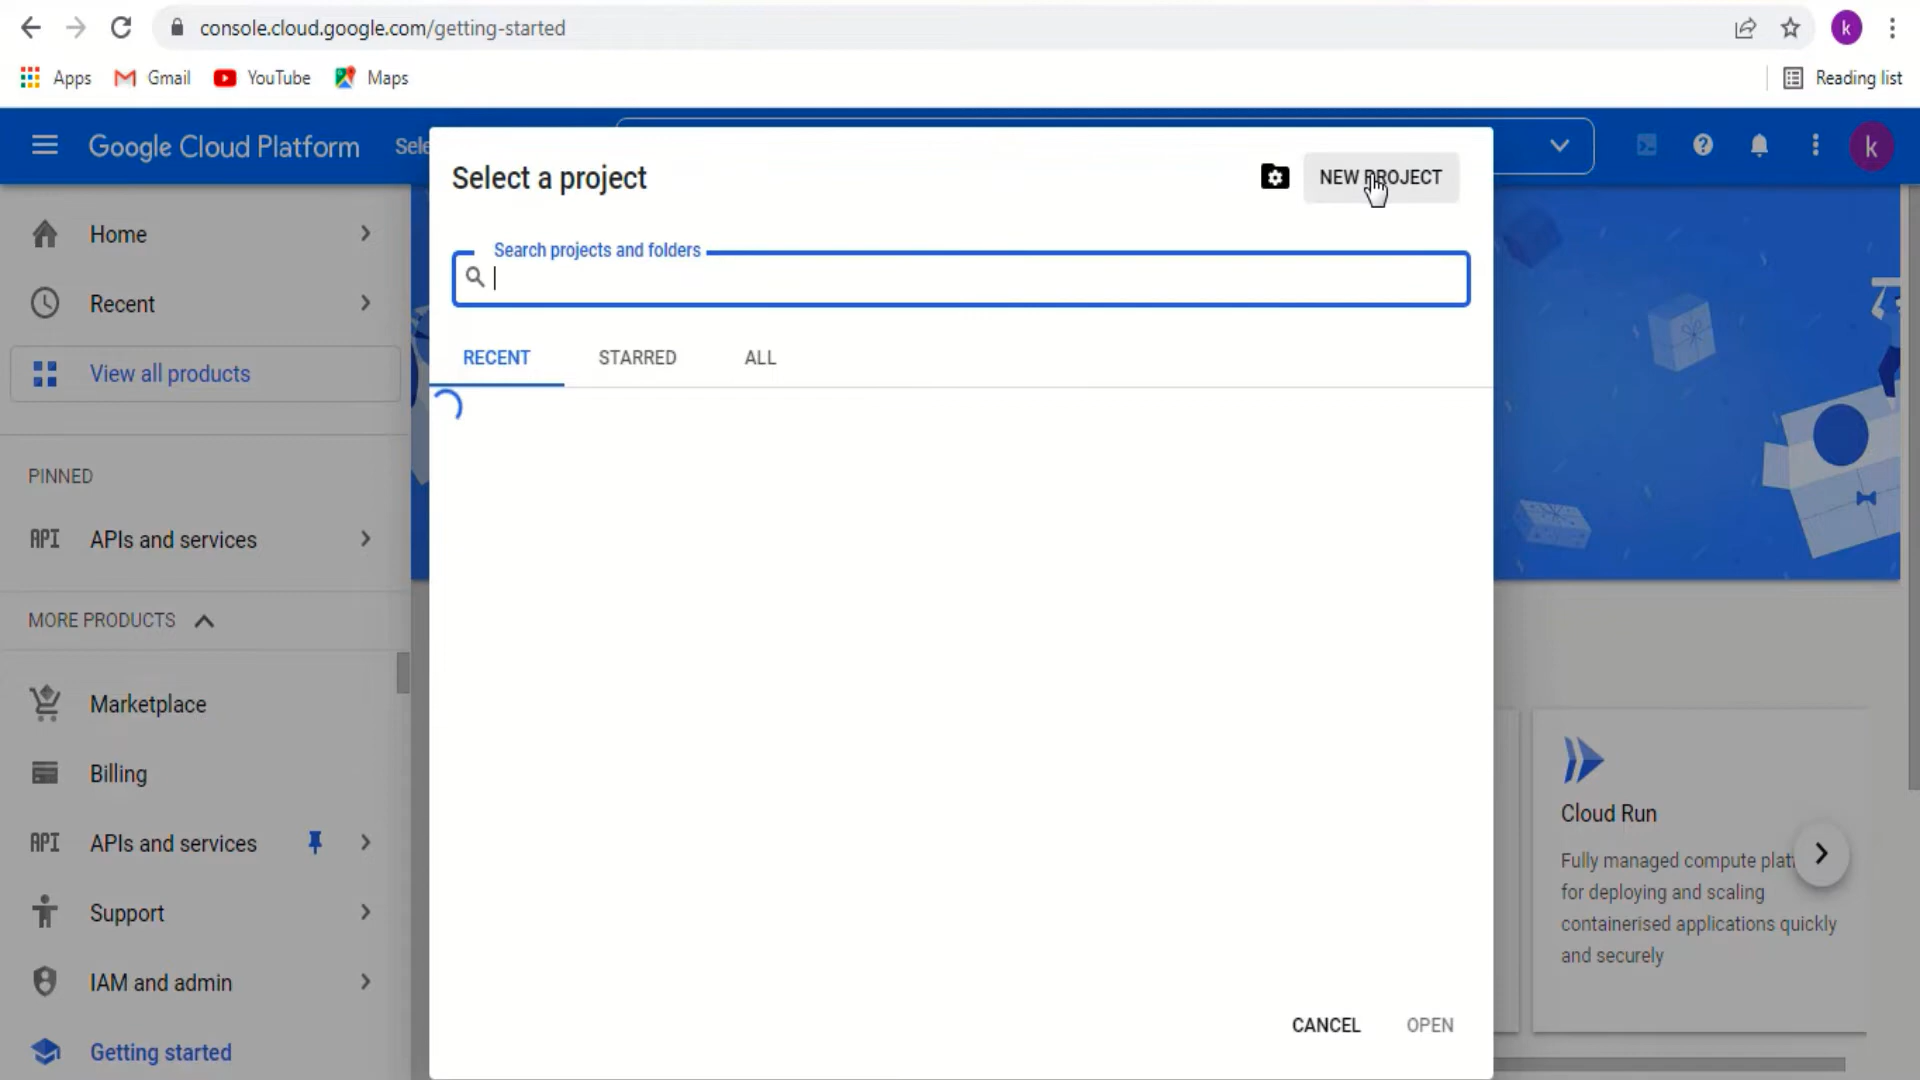 console.cloud.google.com/getting-started
k
Apps
Gmail
YouTube
Maps
Reading list
Google Cloud Platform
Sele
k
Select a project
NEW PROJECT
Search projects and folders
RECENT
STARRED
ALL
Home
Recent
View all products
PINNED
API
APIs and services
MORE PRODUCTS
Marketplace
Billing
API
APIs and services
Support
IAM and admin
Getting started
Cloud Run
Fully managed compute plat
for deploying and scaling
containerised applications quickly
and securely
CANCEL
OPEN